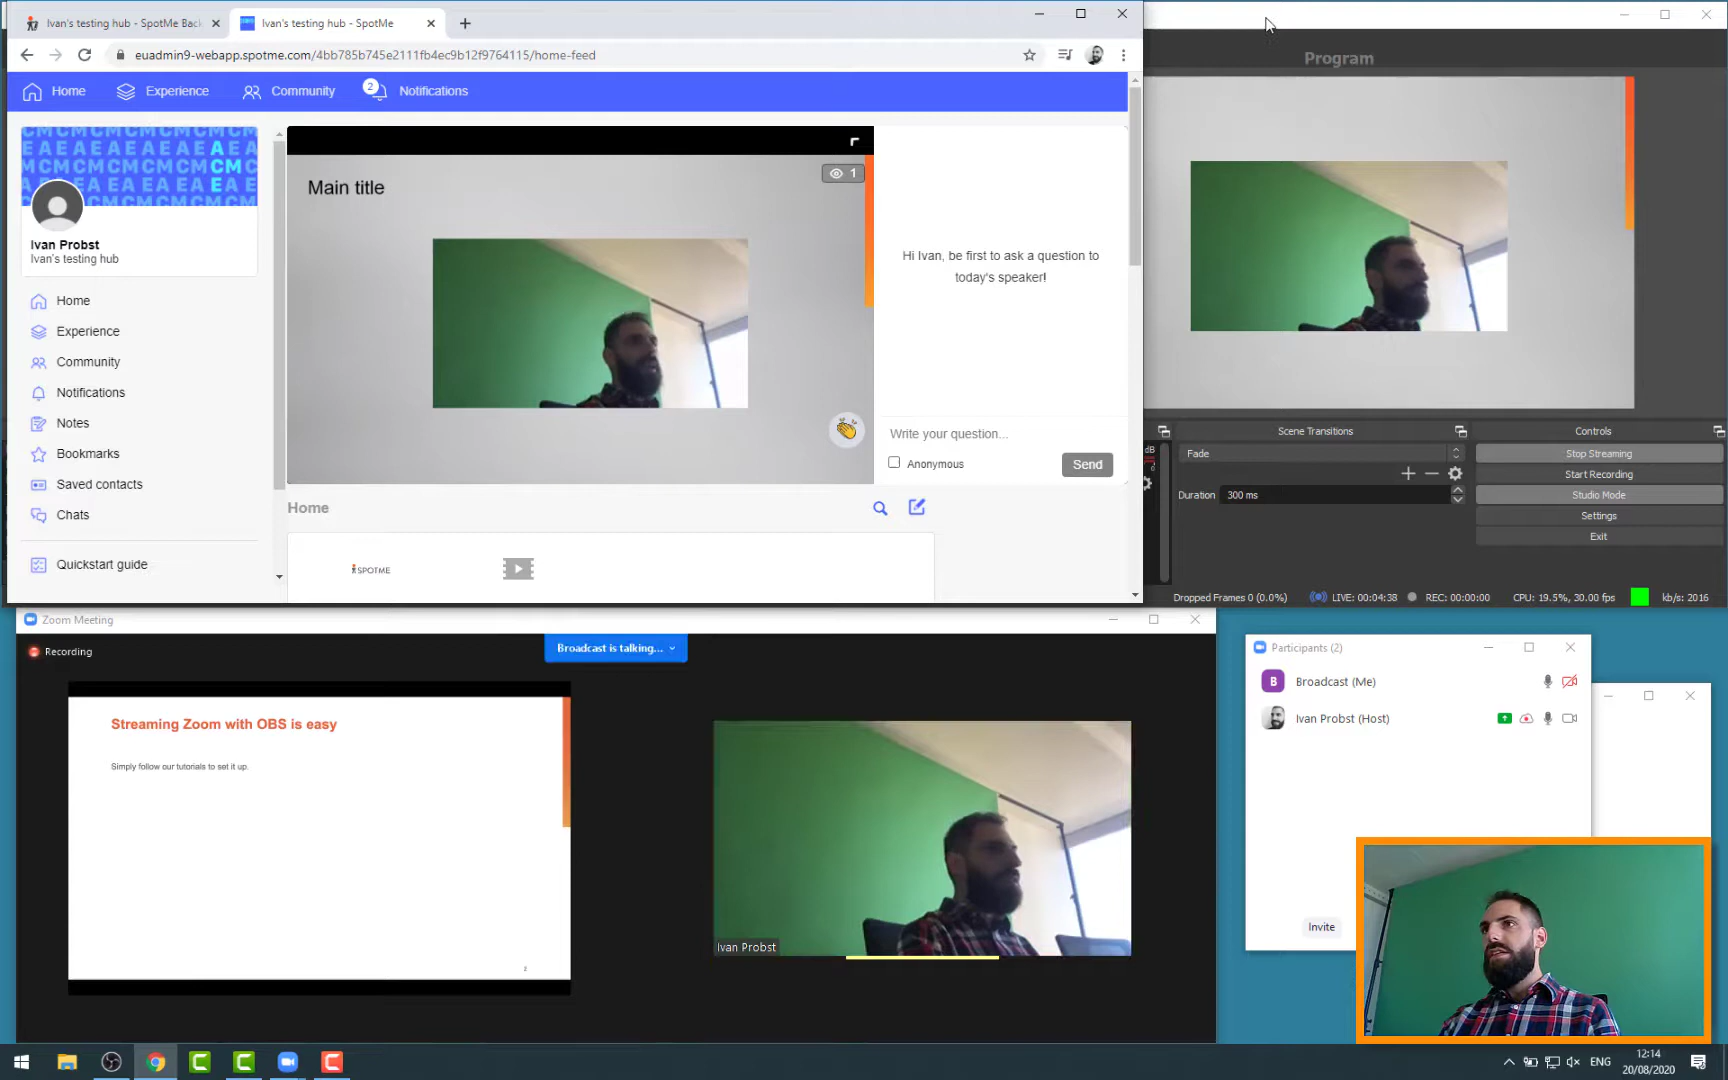 Ivan's testing hub - SpotMe Back
Ivan's testing hub - SpotMe
euadmin9-webapp.spotme.com/4bb785b745e2111fb4ec9b12f9764115/home-feed
Home
Experience
Community
2
Notifications
Program
Ivan Probst
Ivan's testing hub
Home
Experience
Community
Notifications
Notes
Bookmarks
Saved contacts
Chats
Quickstart guide
Main title
1
Hi Ivan, be first to ask a question to
today's speaker!
Write your question...
Anonymous
Send
Home
SPOTME
dB
Scene Transitions
Controls
Fade
Duration
300 ms
Stop Streaming
Start Recording
Studio Mode
Settings
Exit
Dropped Frames 0 (0.0%)
LIVE: 00:04:38
REC: 00:00:00
CPU: 19.5%, 30.00 fps
kb/s: 2016
Zoom Meeting
Recording
Broadcast is talking...
Streaming Zoom with OBS is easy
Simply follow our tutorials to set it up.
Ivan Probst
Participants (2)
B
Broadcast (Me)
Ivan Probst (Host)
Invite
ENG
12:14
20/08/2020